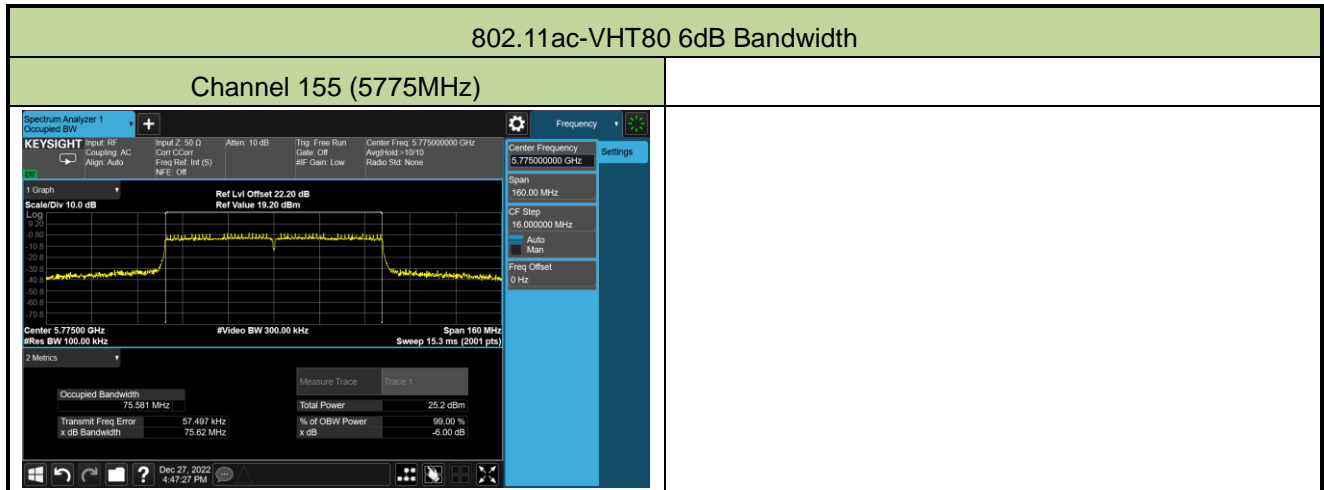 802.11ac-VHT80 6dB Bandwidth
Channel 155 (5775MHz)
Spectrum Analyzer 1
Occupied BW
+
Frequency
KEYSIGHT Input: RF
Coupling: AC
Align: Auto
LXI
Input Z: 50 Ω
Corr CCorr
Freq Ref: Int (S)
NFE: Off
Atten: 10 dB
Trig: Free Run
Gate: Off
#IF Gain: Low
Center Freq: 5.775000000 GHz
Avg|Hold:>10/10
Radio Std: None
Center Frequency
5.775000000 GHz
Settings
Span
160.00 MHz
CF Step
16.000000 MHz
Auto
Man
Freq Offset
0 Hz
1 Graph
Scale/Div 10.0 dB
Ref Lvl Offset 22.20 dB
Ref Value 19.20 dBm
Log
9.20
-0.80
-10.8
-20.8
-30.8
-40.8
-50.8
-60.8
-70.8
Center 5.77500 GHz
#Res BW 100.00 kHz
#Video BW 300.00 kHz
Span 160 MHz
Sweep 15.3 ms (2001 pts)
2 Metrics
Measure Trace Trace 1
Occupied Bandwidth
75.581 MHz
Total Power 25.2 dBm
Transmit Freq Error 57.497 kHz
% of OBW Power 99.00 %
x dB Bandwidth 75.62 MHz
x dB -6.00 dB
?
Dec 27, 2022
4:47:27 PM